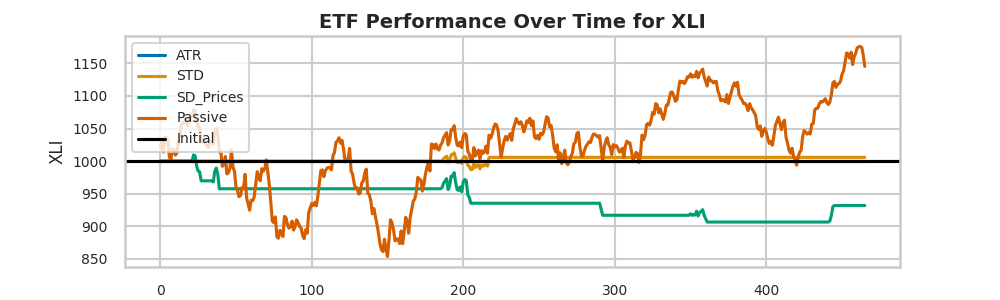 ETF Performance Over Time for XLI
XLI
1150
1100
1050
1000
950
900
850
ATR
STD
SD_Prices
Passive
Initial
0 100 200 300 400